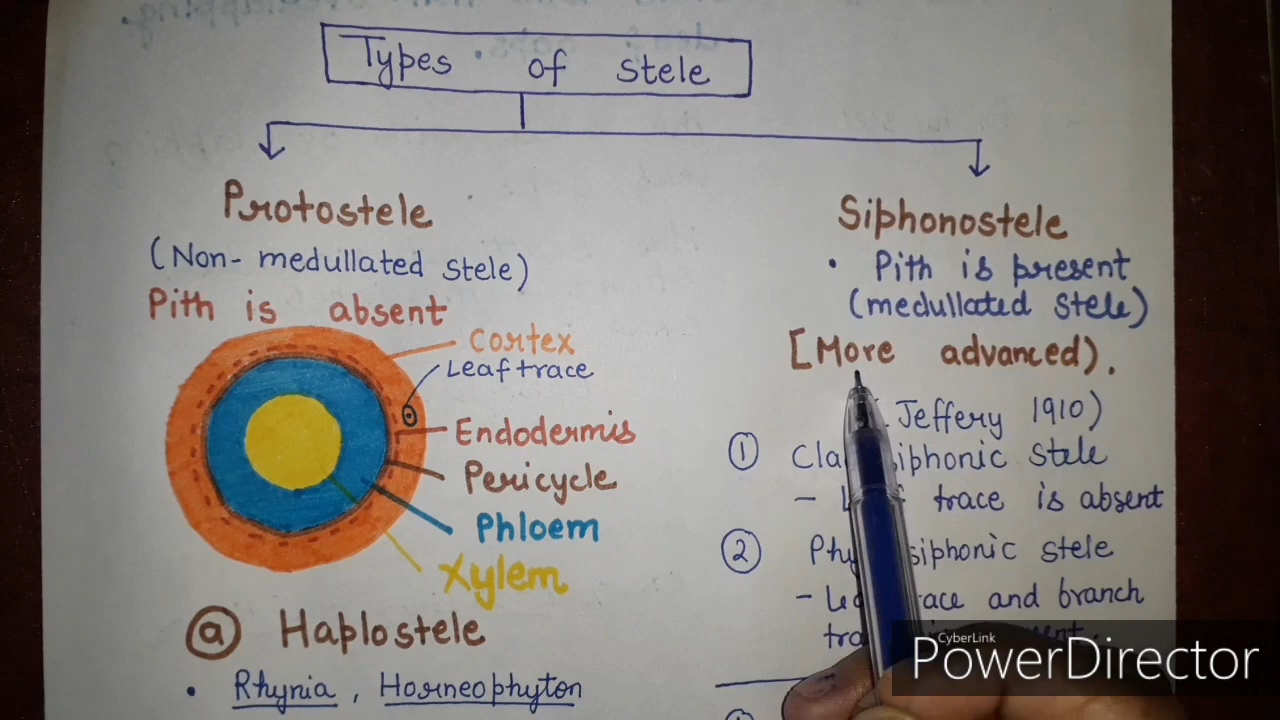 Types of stele
Protostele
(Non-medullated stele)
Pith is absent
Cortex
Leaf trace
Endodermis
Pericycle
Phloem
Xylem
ⓐ Haplostele
• Rhynia, Horneophyton
Siphonostele
• Pith is present
(medullated stele)
[More advanced).
Jeffery 1910)
① siphonic stele
- trace is absent
② siphonic stele
- and branch
CyberLink
PowerDirector